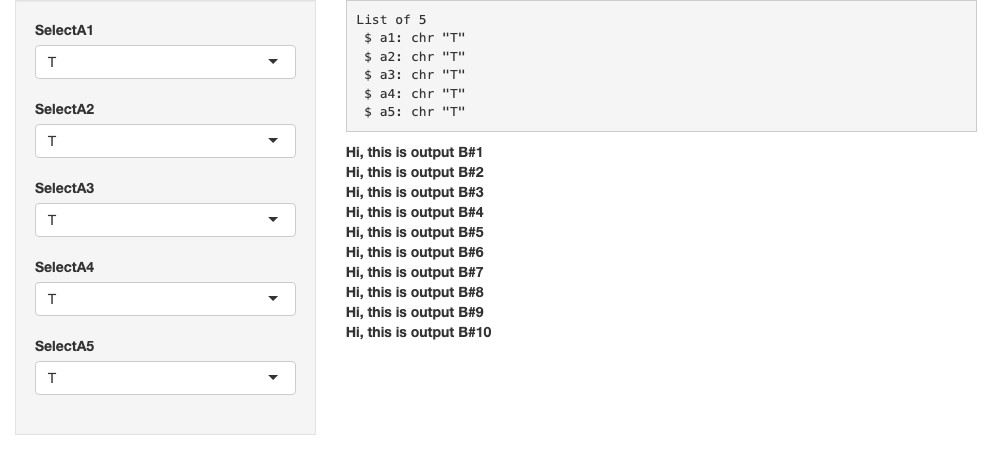 SelectA1
T
SelectA2
T
SelectA3
T
SelectA4
T
SelectA5
T
List of 5
 $ a1: chr "T"
 $ a2: chr "T"
 $ a3: chr "T"
 $ a4: chr "T"
 $ a5: chr "T"
Hi, this is output B#1
Hi, this is output B#2
Hi, this is output B#3
Hi, this is output B#4
Hi, this is output B#5
Hi, this is output B#6
Hi, this is output B#7
Hi, this is output B#8
Hi, this is output B#9
Hi, this is output B#10